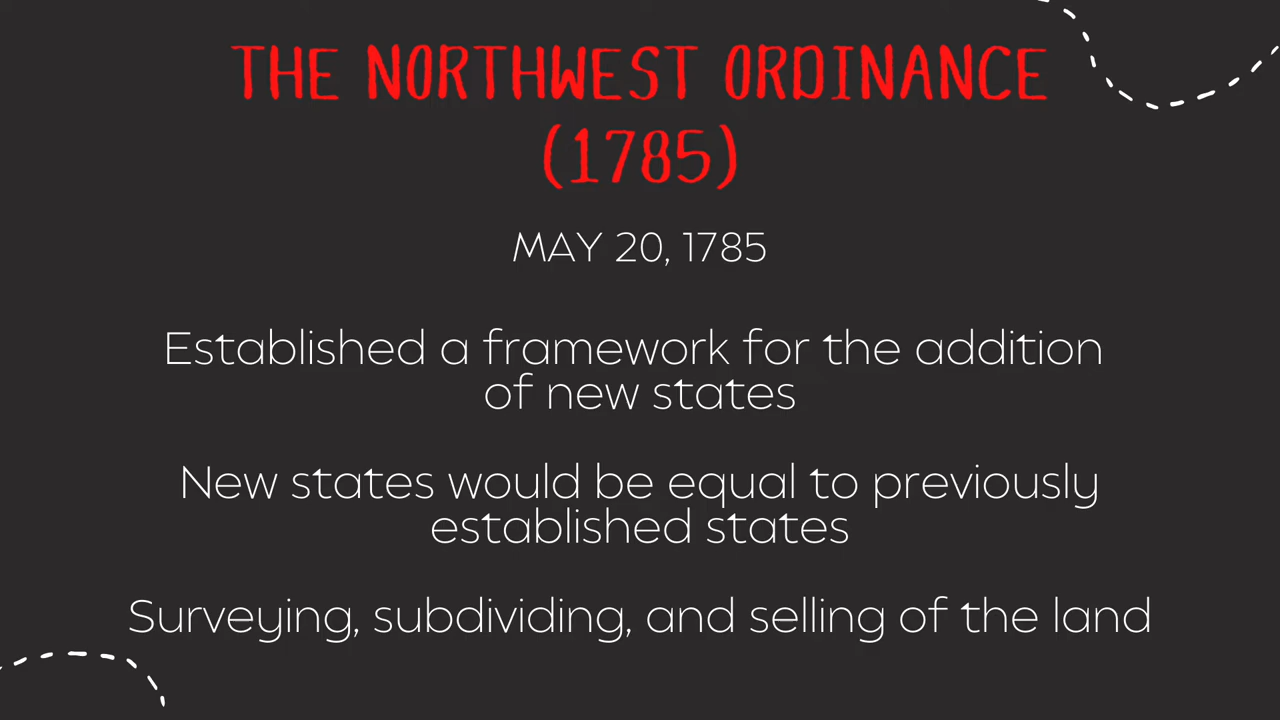 THE NORTHWEST ORDINANCE
(1785)
MAY 20, 1785
Established a framework for the addition
of new states
New states would be equal to previously
established states
Surveying, subdividing, and selling of the land